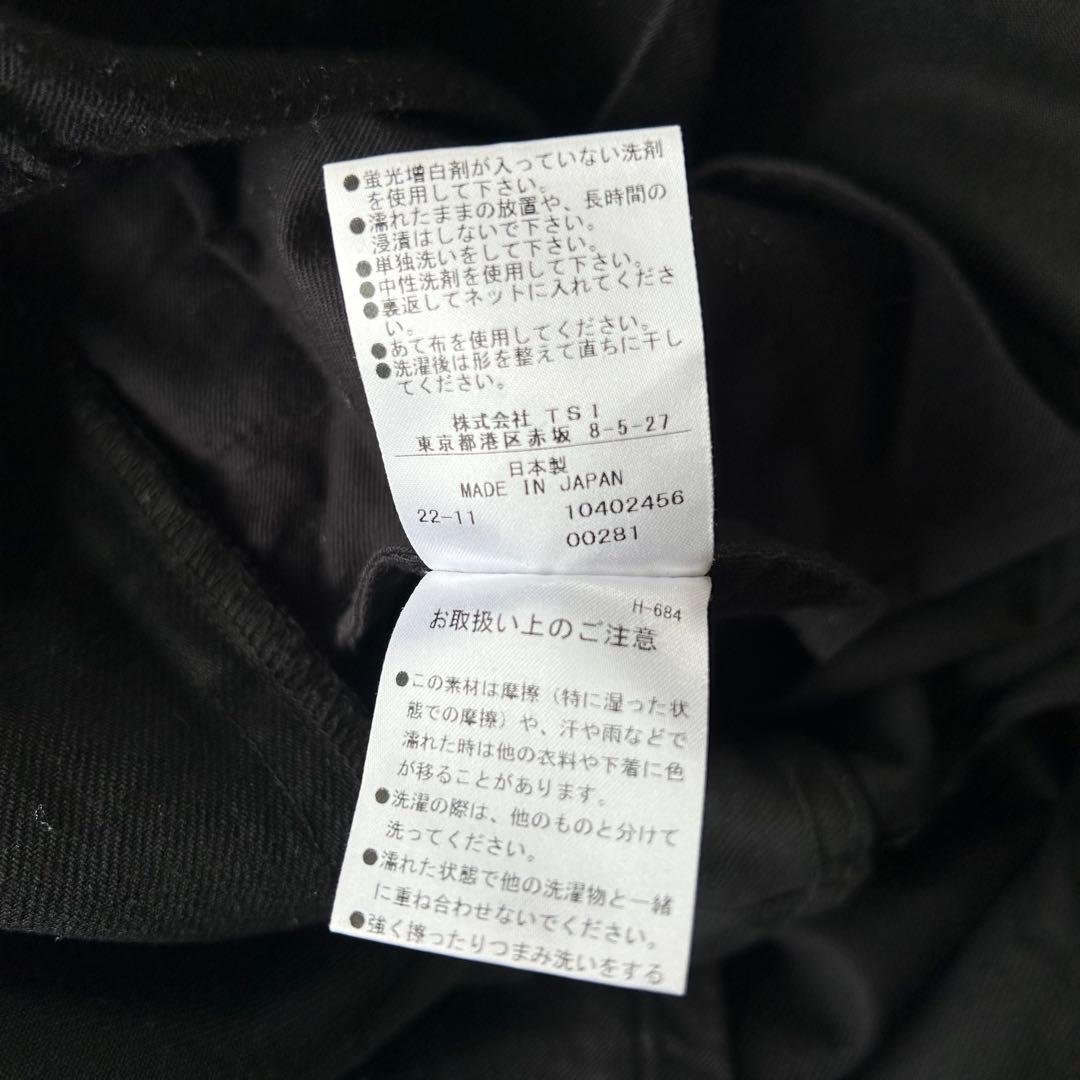 ●蛍光増白剤が入っていない洗剤
を使用して下さい。
●濡れたままの放置や、長時間の
浸漬はしないで下さい。
●単独洗いをして下さい。
●中性洗剤を使用して下さい。
●裏返してネットに入れてくださ
い。
●あて布を使用してください。
●洗濯後は形を整えて直ちに干し
てください。
株式会社 TSI
東京都港区赤坂 8-5-27
日本製
MADE IN JAPAN
22-11 10402456
00281
H-684
お取扱い上のご注意
●この素材は摩擦（特に湿った状
態での摩擦）や、汗や雨などで
濡れた時は他の衣料や下着に色
が移ることがあります。
●洗濯の際は、他のものと分けて
洗ってください。
●濡れた状態で他の洗濯物と一緒
に重ね合わせないでください。
●強く擦ったりつまみ洗いをする